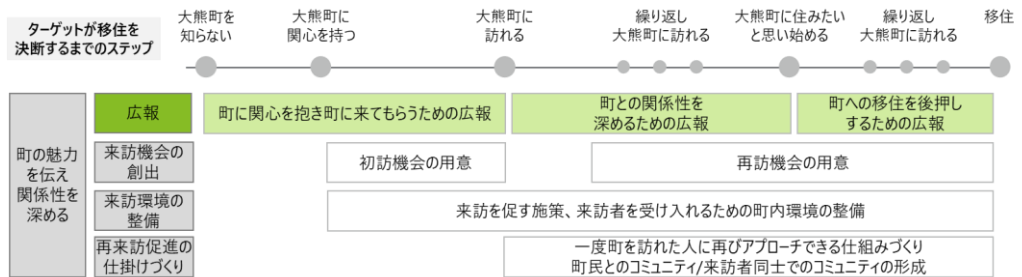 ターゲットが移住を
決断するまでのステップ
大熊町を
知らない
大熊町に
関心を持つ
大熊町に
訪れる
繰り返し
大熊町に訪れる
大熊町に住みたい
と思い始める
繰り返し
大熊町に訪れる
移住
町の魅力
を伝え
関係性を
深める
広報
町に関心を抱き町に来てもらうための広報
町との関係性を
深めるための広報
町への移住を後押し
するための広報
来訪機会の
創出
初訪機会の用意
再訪機会の用意
来訪環境の
整備
来訪を促す施策、来訪者を受け入れるための町内環境の整備
再来訪促進の
仕掛けづくり
一度町を訪れた人に再びアプローチできる仕組みづくり
町民とのコミュニティ/来訪者同士でのコミュニティの形成